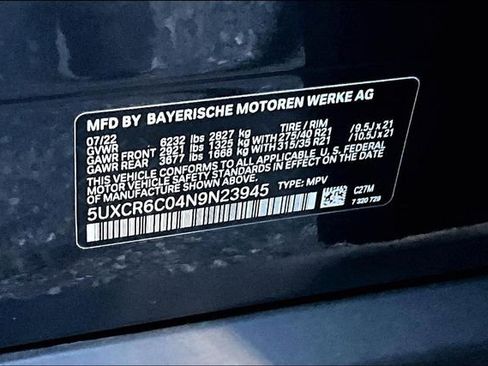 MFD BY BAYERISCHE MOTOREN WERKE AG
07/22 TIRE / RIM
GVWR 6232 lbs 2827 kg
GAWR FRONT 2921 lbs 1325 kg 275/40 R21 /9.5J x 21
GAWR REAR 3677 lbs 1668 kg 315/35 R21 /10.5J x 21
THIS VEHICLE CONFORMS TO ALL APPLICABLE U. S. FEDERAL
MOTOR VEHICLE SAFETY STANDARDS IN EFFECT ON THE
DATE OF MANUFACTURE SHOWN ABOVE.
5UXCR6C04N9N23945 TYPE: MPV
C27M
7 320 729